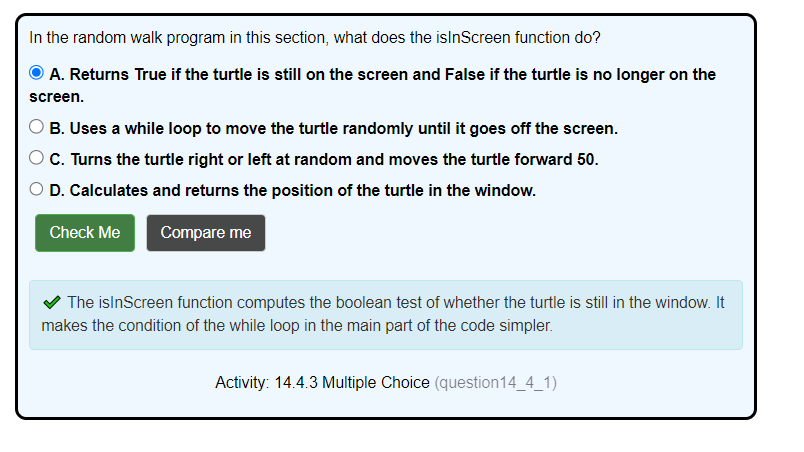 In the random walk program in this section, what does the isInScreen function do?
A. Returns True if the turtle is still on the screen and False if the turtle is no longer on the
screen.
B. Uses a while loop to move the turtle randomly until it goes off the screen.
C. Turns the turtle right or left at random and moves the turtle forward 50.
D. Calculates and returns the position of the turtle in the window.
Check Me Compare me
The isInScreen function computes the boolean test of whether the turtle is still in the window. It
makes the condition of the while loop in the main part of the code simpler.
Activity: 14.4.3 Multiple Choice (question14_4_1)